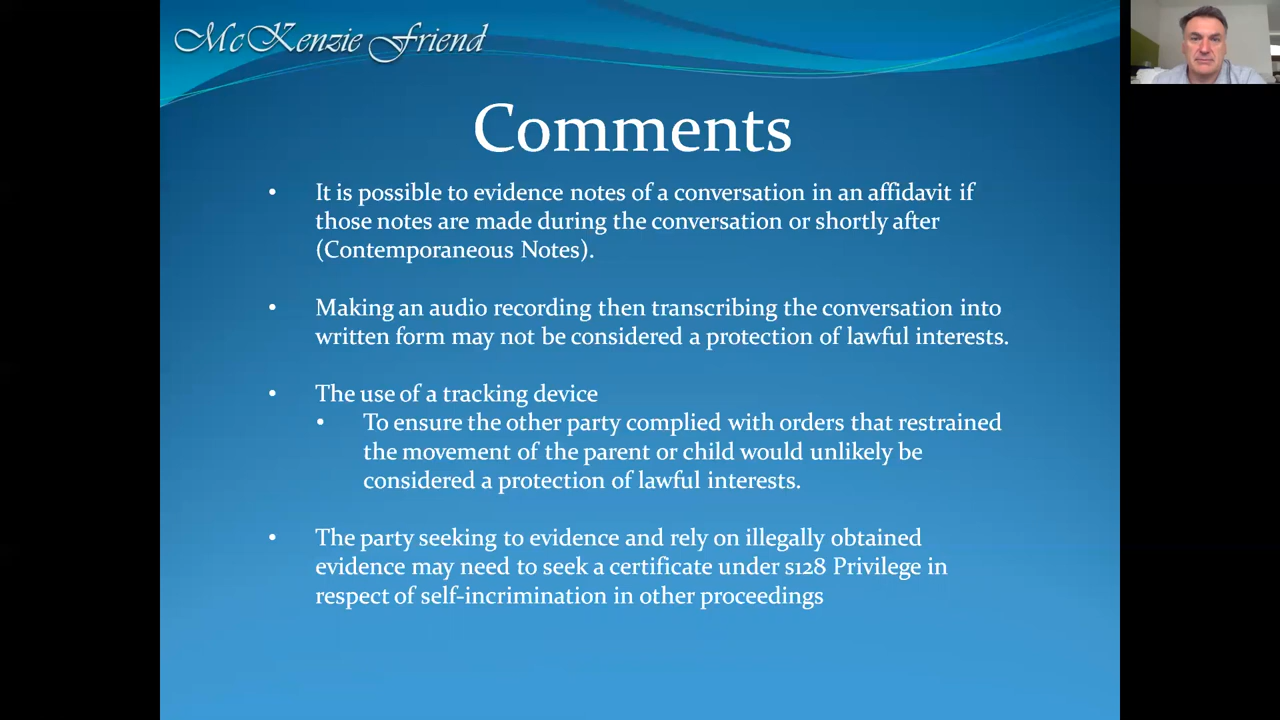 McKenzie Friend
Comments
• It is possible to evidence notes of a conversation in an affidavit if
those notes are made during the conversation or shortly after
(Contemporaneous Notes).
• Making an audio recording then transcribing the conversation into
written form may not be considered a protection of lawful interests.
• The use of a tracking device
• To ensure the other party complied with orders that restrained
the movement of the parent or child would unlikely be
considered a protection of lawful interests.
• The party seeking to evidence and rely on illegally obtained
evidence may need to seek a certificate under s128 Privilege in
respect of self-incrimination in other proceedings